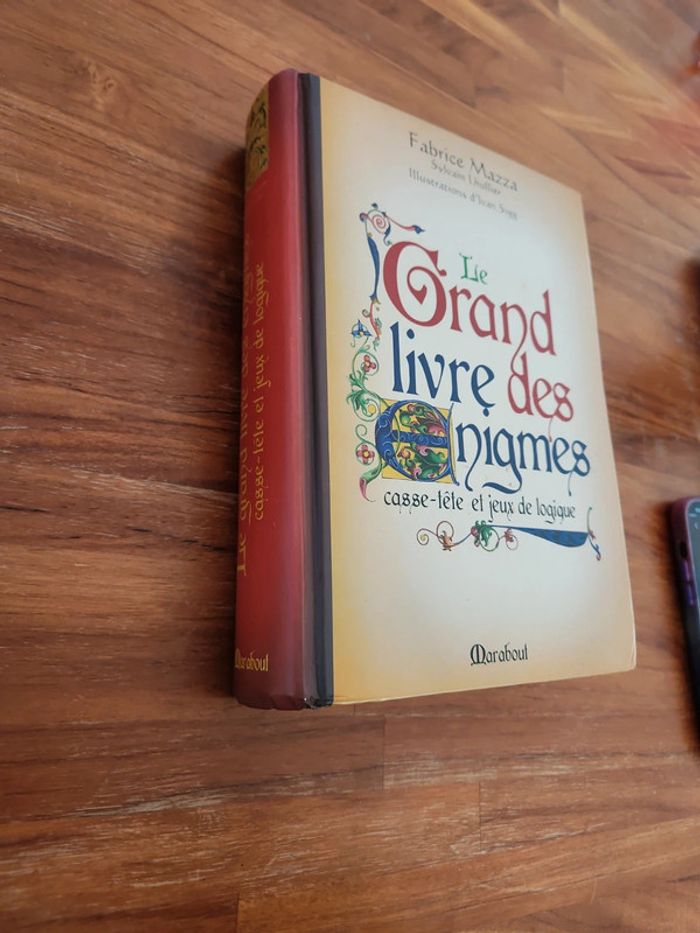 Fabrice Mazza
Sylvain Lhullier
Illustrations d'Ivan Sigg
Le
Grand
livre des
Énigmes
casse-tête et jeux de logique
Marabout
Le grand livre des
casse-tête et jeux de logique
Marabout